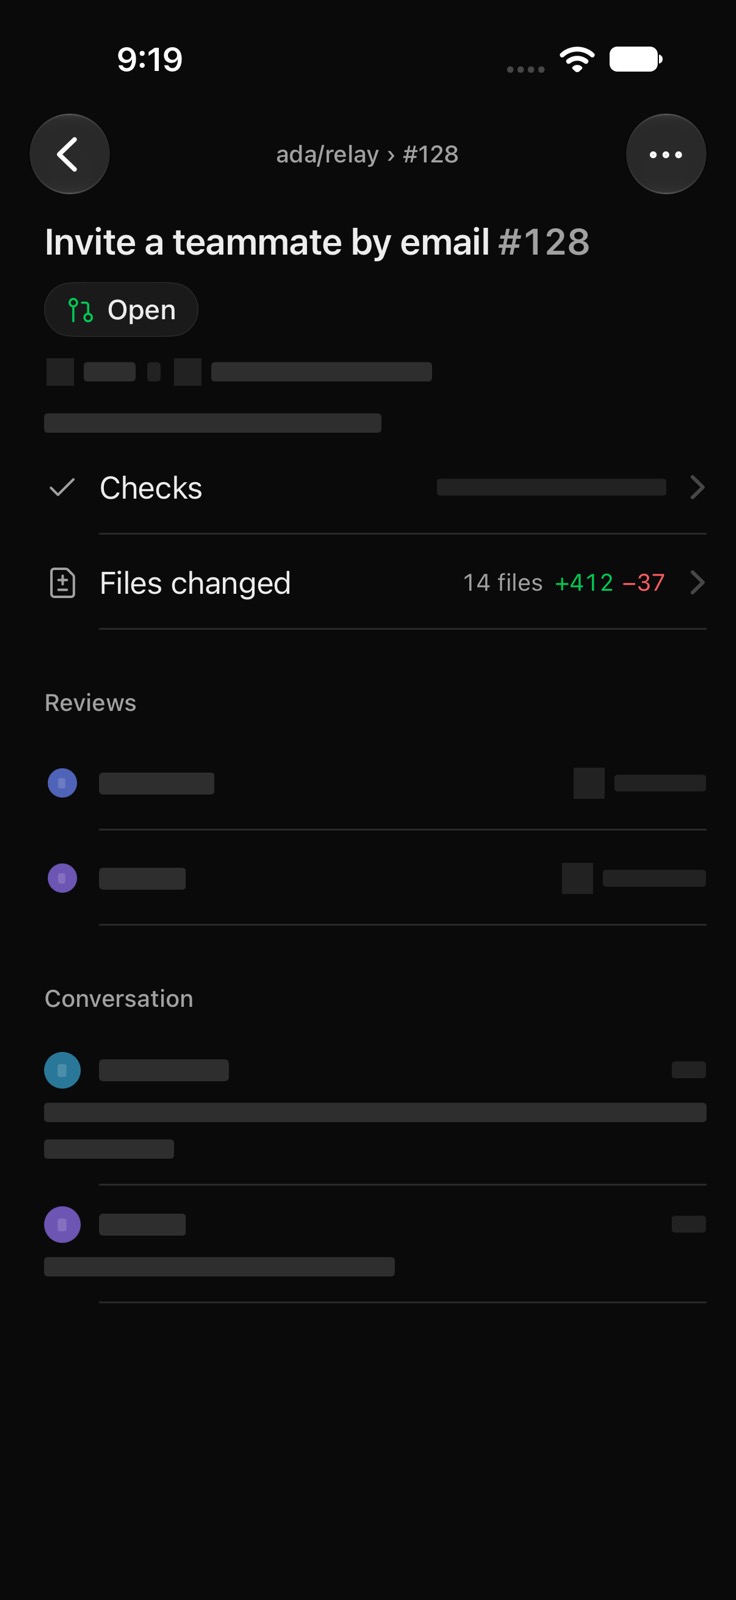 9:19
ada/relay › #128
Invite a teammate by email #128
Open
Checks
Files changed 14 files +412 −37
Reviews
Conversation